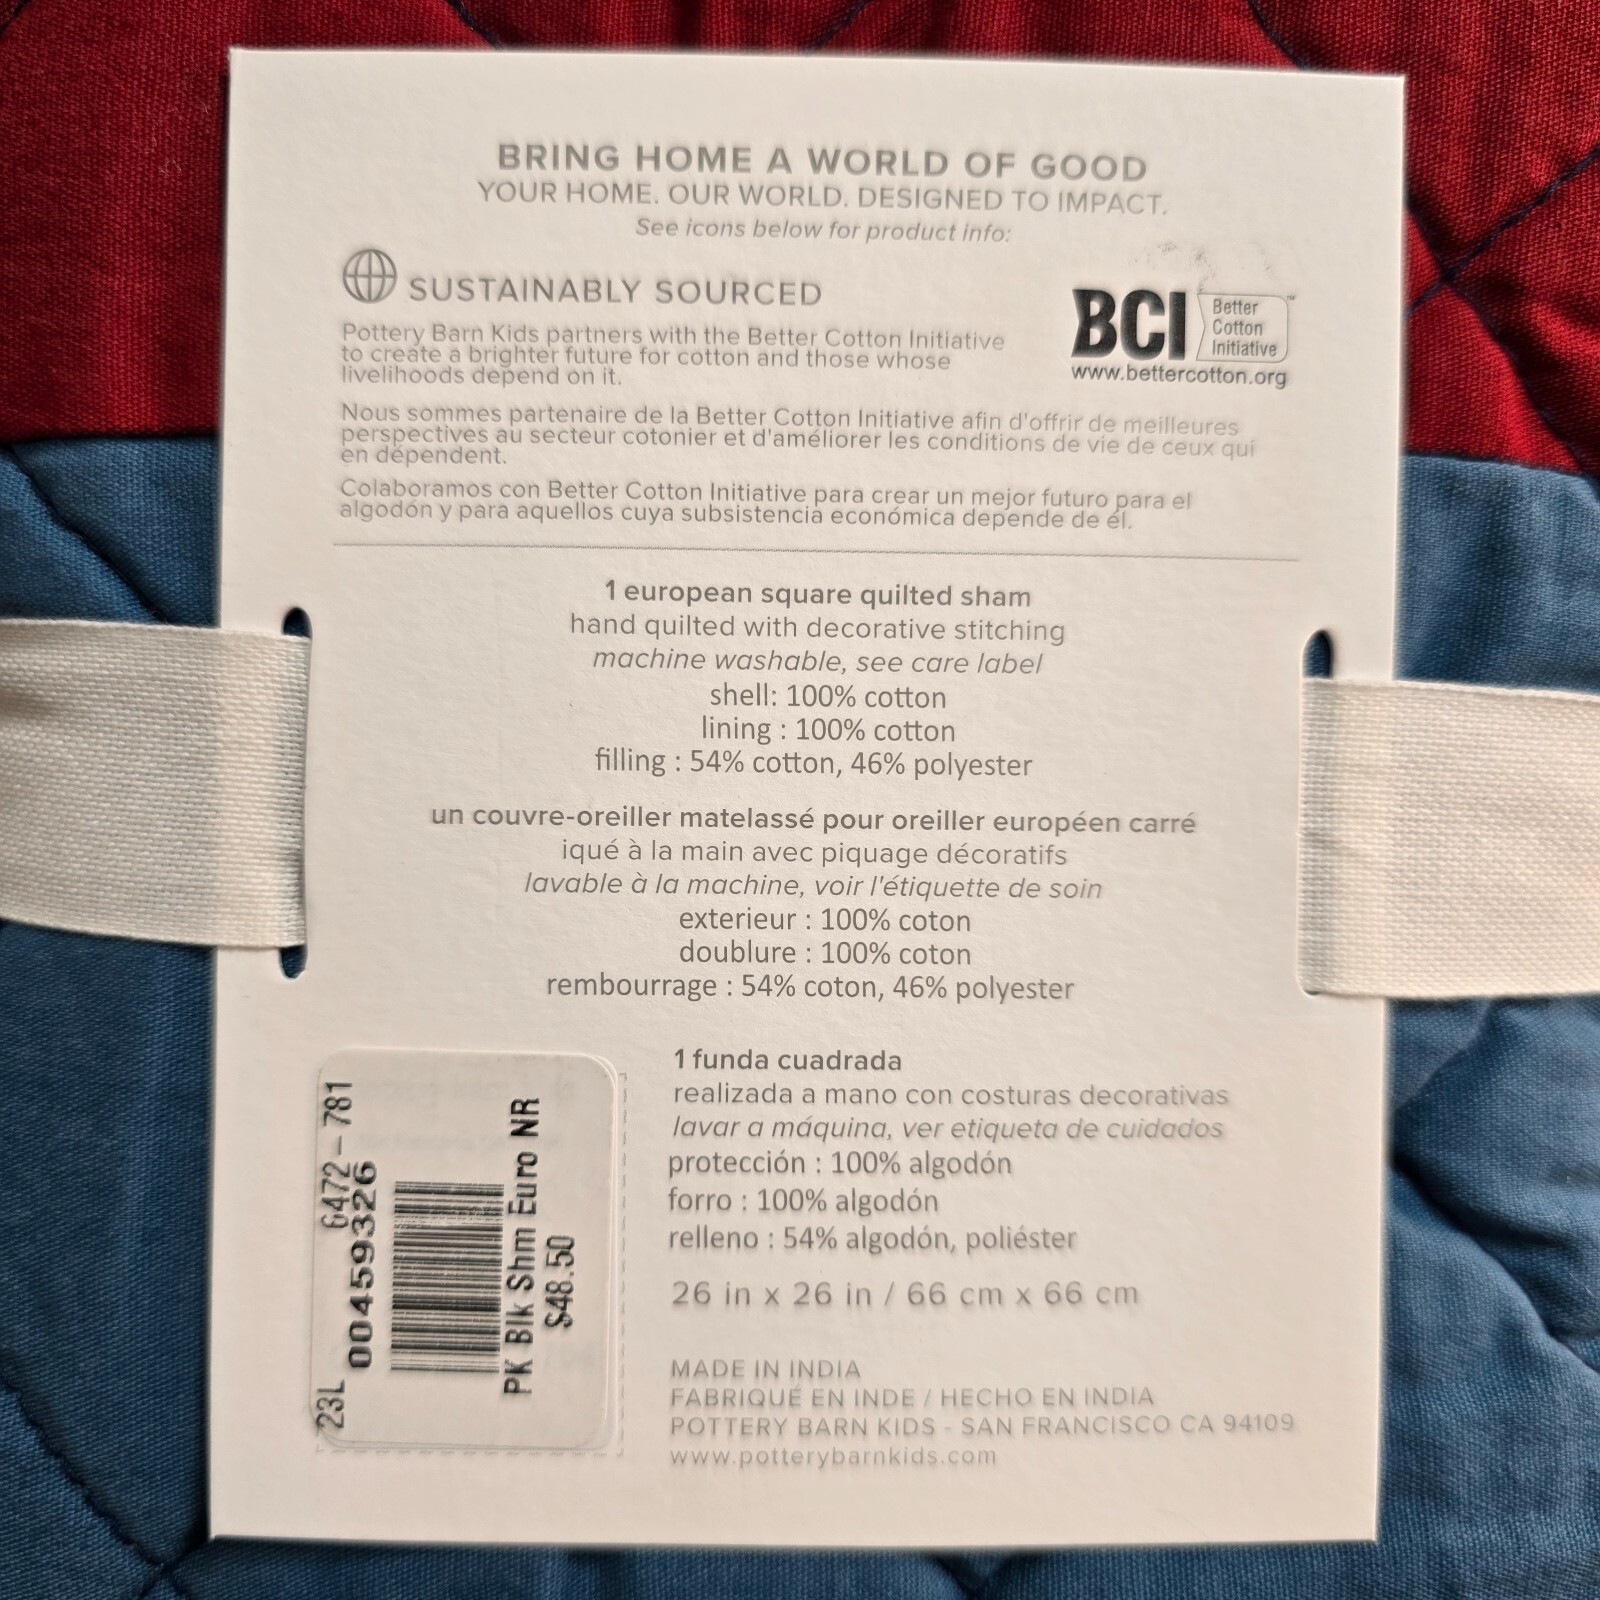 BRING HOME A WORLD OF GOOD
YOUR HOME. OUR WORLD. DESIGNED TO IMPACT.
See icons below for product info:
SUSTAINABLY SOURCED
Pottery Barn Kids partners with the Better Cotton Initiative
to create a brighter future for cotton and those whose
livelihoods depend on it.
BCI
Better
Cotton
Initiative
™
www.bettercotton.org
Nous sommes partenaire de la Better Cotton Initiative afin d'offrir de meilleures
perspectives au secteur cotonier et d'améliorer les conditions de vie de ceux qui
en dépendent.
Colaboramos con Better Cotton Initiative para crear un mejor futuro para el
algodón y para aquellos cuya subsistencia económica depende de él.
1 european square quilted sham
hand quilted with decorative stitching
machine washable, see care label
shell: 100% cotton
lining : 100% cotton
filling : 54% cotton, 46% polyester
un couvre-oreiller matelassé pour oreiller européen carré
iqué à la main avec piquage décoratifs
lavable à la machine, voir l'étiquette de soin
exterieur : 100% coton
doublure : 100% coton
rembourrage : 54% coton, 46% polyester
1 funda cuadrada
realizada a mano con costuras decorativas
lavar a máquina, ver etiqueta de cuidados
protección : 100% algodón
forro : 100% algodón
relleno : 54% algodón, poliéster
26 in x 26 in / 66 cm x 66 cm
MADE IN INDIA
FABRIQUÉ EN INDE / HECHO EN INDIA
POTTERY BARN KIDS - SAN FRANCISCO CA 94109
www.potterybarnkids.com
23L 6472-781
00459326
PK Blk Shm Euro NR
$48.50